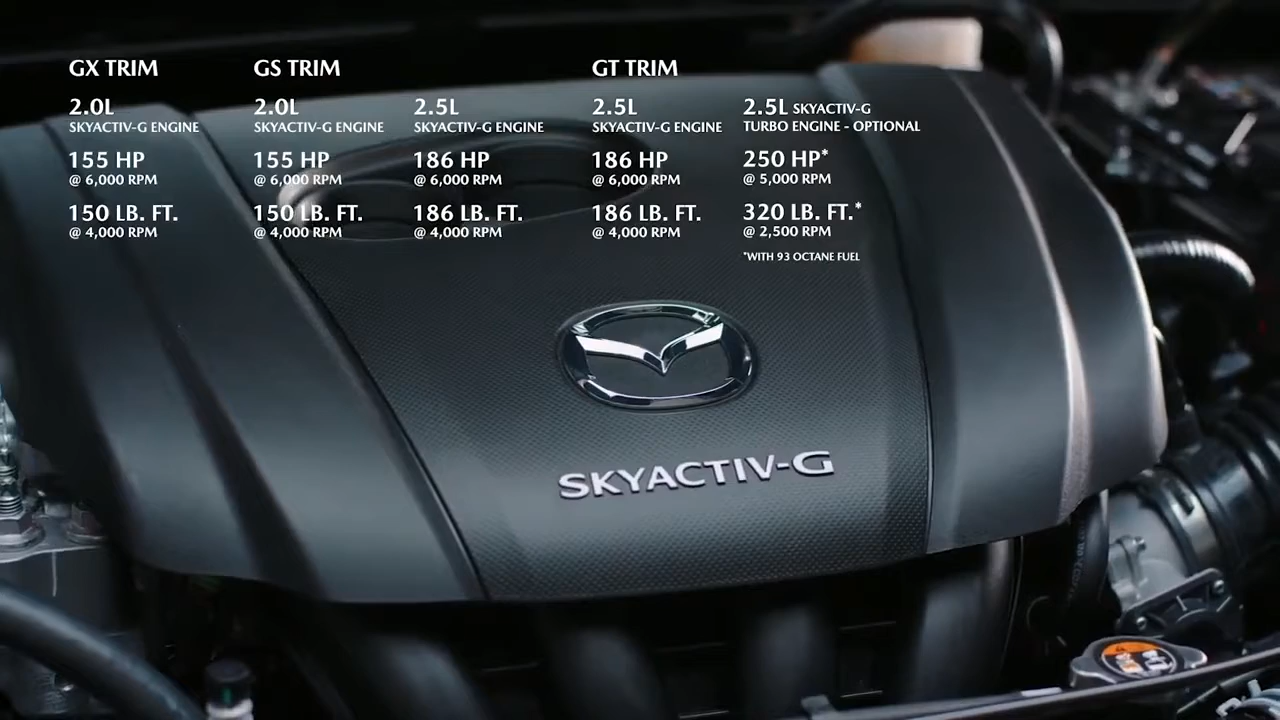 GX TRIM
2.0L
SKYACTIV-G ENGINE
155 HP
@ 6,000 RPM
150 LB. FT.
@ 4,000 RPM
GS TRIM
2.0L
SKYACTIV-G ENGINE
155 HP
@ 6,000 RPM
150 LB. FT.
@ 4,000 RPM
2.5L
SKYACTIV-G ENGINE
186 HP
@ 6,000 RPM
186 LB. FT.
@ 4,000 RPM
GT TRIM
2.5L
SKYACTIV-G ENGINE
186 HP
@ 6,000 RPM
186 LB. FT.
@ 4,000 RPM
2.5L SKYACTIV-G
TURBO ENGINE - OPTIONAL
250 HP*
@ 5,000 RPM
320 LB. FT.*
@ 2,500 RPM
*WITH 93 OCTANE FUEL
SKYACTIV-G